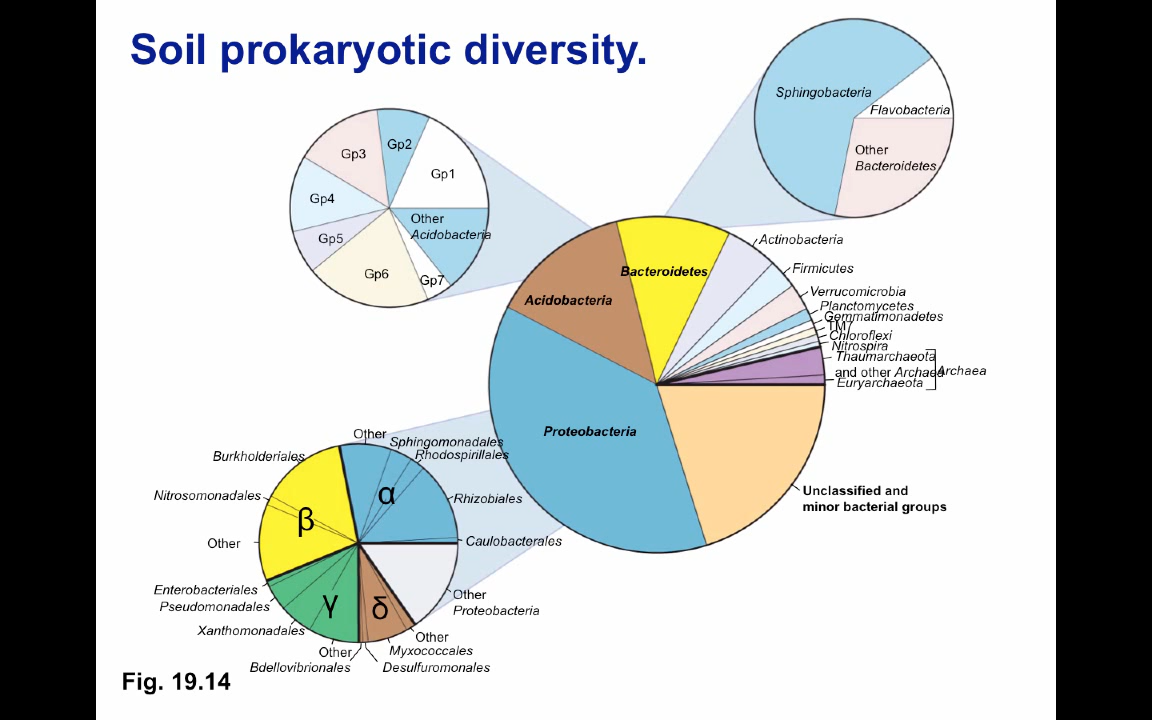 Soil prokaryotic diversity.
Sphingobacteria
Flavobacteria
Other
Bacteroidetes
Gp2
Gp3
Gp1
Gp4
Other
Acidobacteria
Gp5
Gp6
Gp7
Bacteroidetes
Acidobacteria
Actinobacteria
Firmicutes
Verrucomicrobia
Planctomycetes
Gemmatimonadetes
TM7
Chloroflexi
Nitrospira
Thaumarchaeota
and other Archaea
Archaea
Euryarchaeota
Proteobacteria
Unclassified and
minor bacterial groups
Other
Sphingomonadales
Rhodospirillales
Burkholderiales
Nitrosomonadales
Rhizobiales
α
β
Other
Caulobacterales
Enterobacteriales
Pseudomonadales
γ
δ
Other
Proteobacteria
Xanthomonadales
Other
Other
Myxococcales
Bdellovibrionales
Desulfuromonales
Fig. 19.14